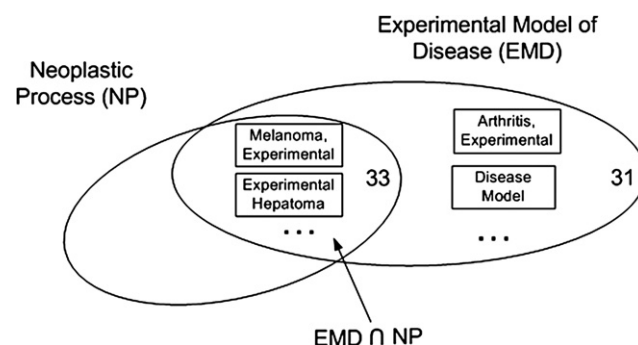 Experimental Model of
Disease (EMD)
Neoplastic
Process (NP)
Melanoma,
Experimental
Experimental
Hepatoma
33
...
Arthritis,
Experimental
Disease
Model
31
...
EMD ∩ NP